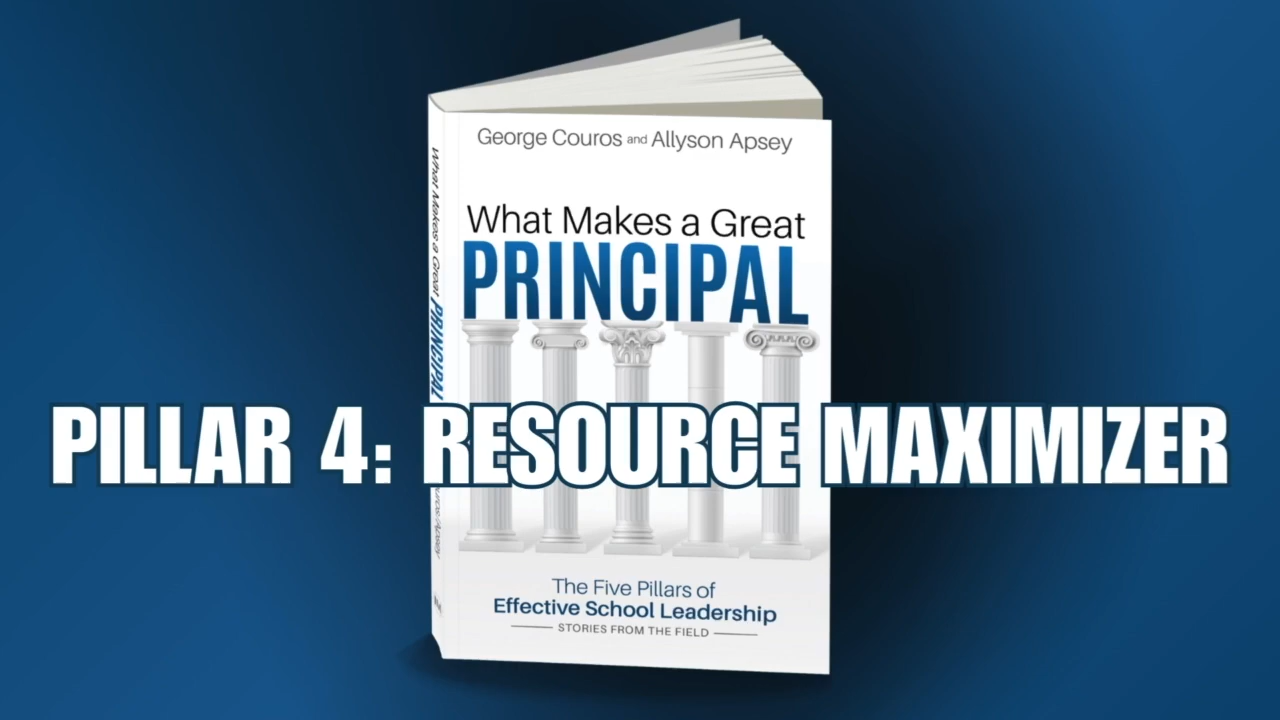 George Couros and Allyson Apsey
What Makes a Great
PRINCIPAL
What Makes a Great PRINCIPAL
PILLAR 4: RESOURCE MAXIMIZER
The Five Pillars of
Effective School Leadership
STORIES FROM THE FIELD